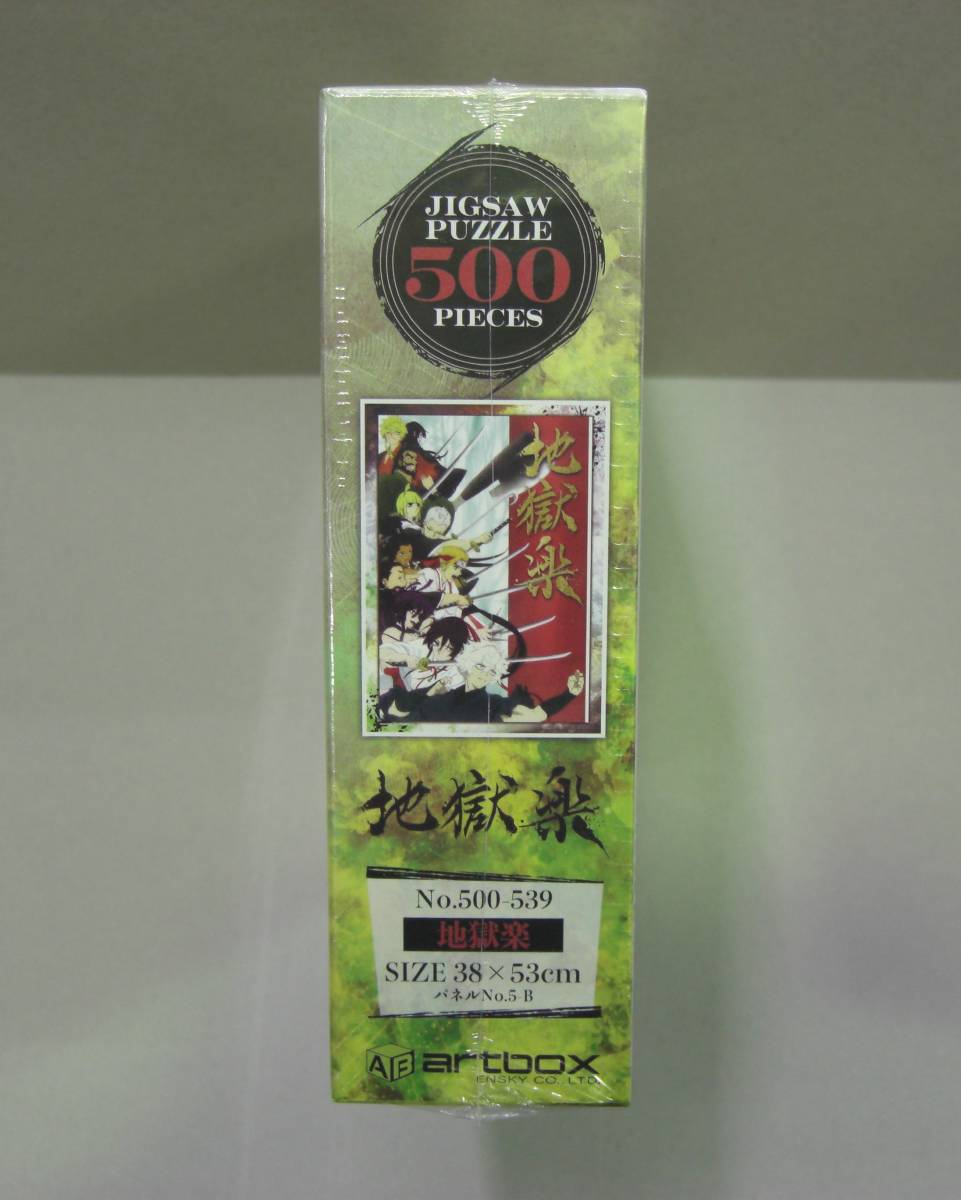 JIGSAW
PUZZLE
500
PIECES
地獄楽
地獄楽
No.500-539
地獄楽
SIZE 38×53cm
パネルNo.5-B
AB artbox
ENSKY CO., LTD.